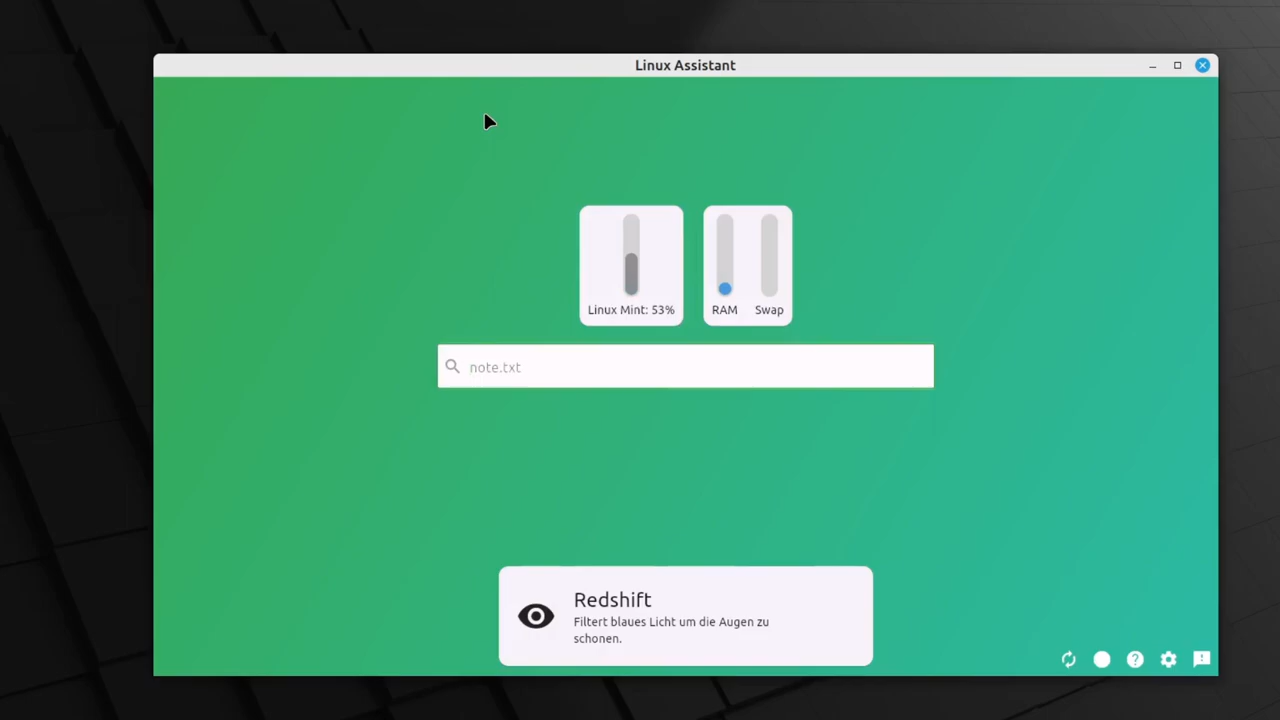 Linux Assistant
Linux Mint: 53%
RAM Swap
note.txt
Redshift
Filtert blaues Licht um die Augen zu
schonen.